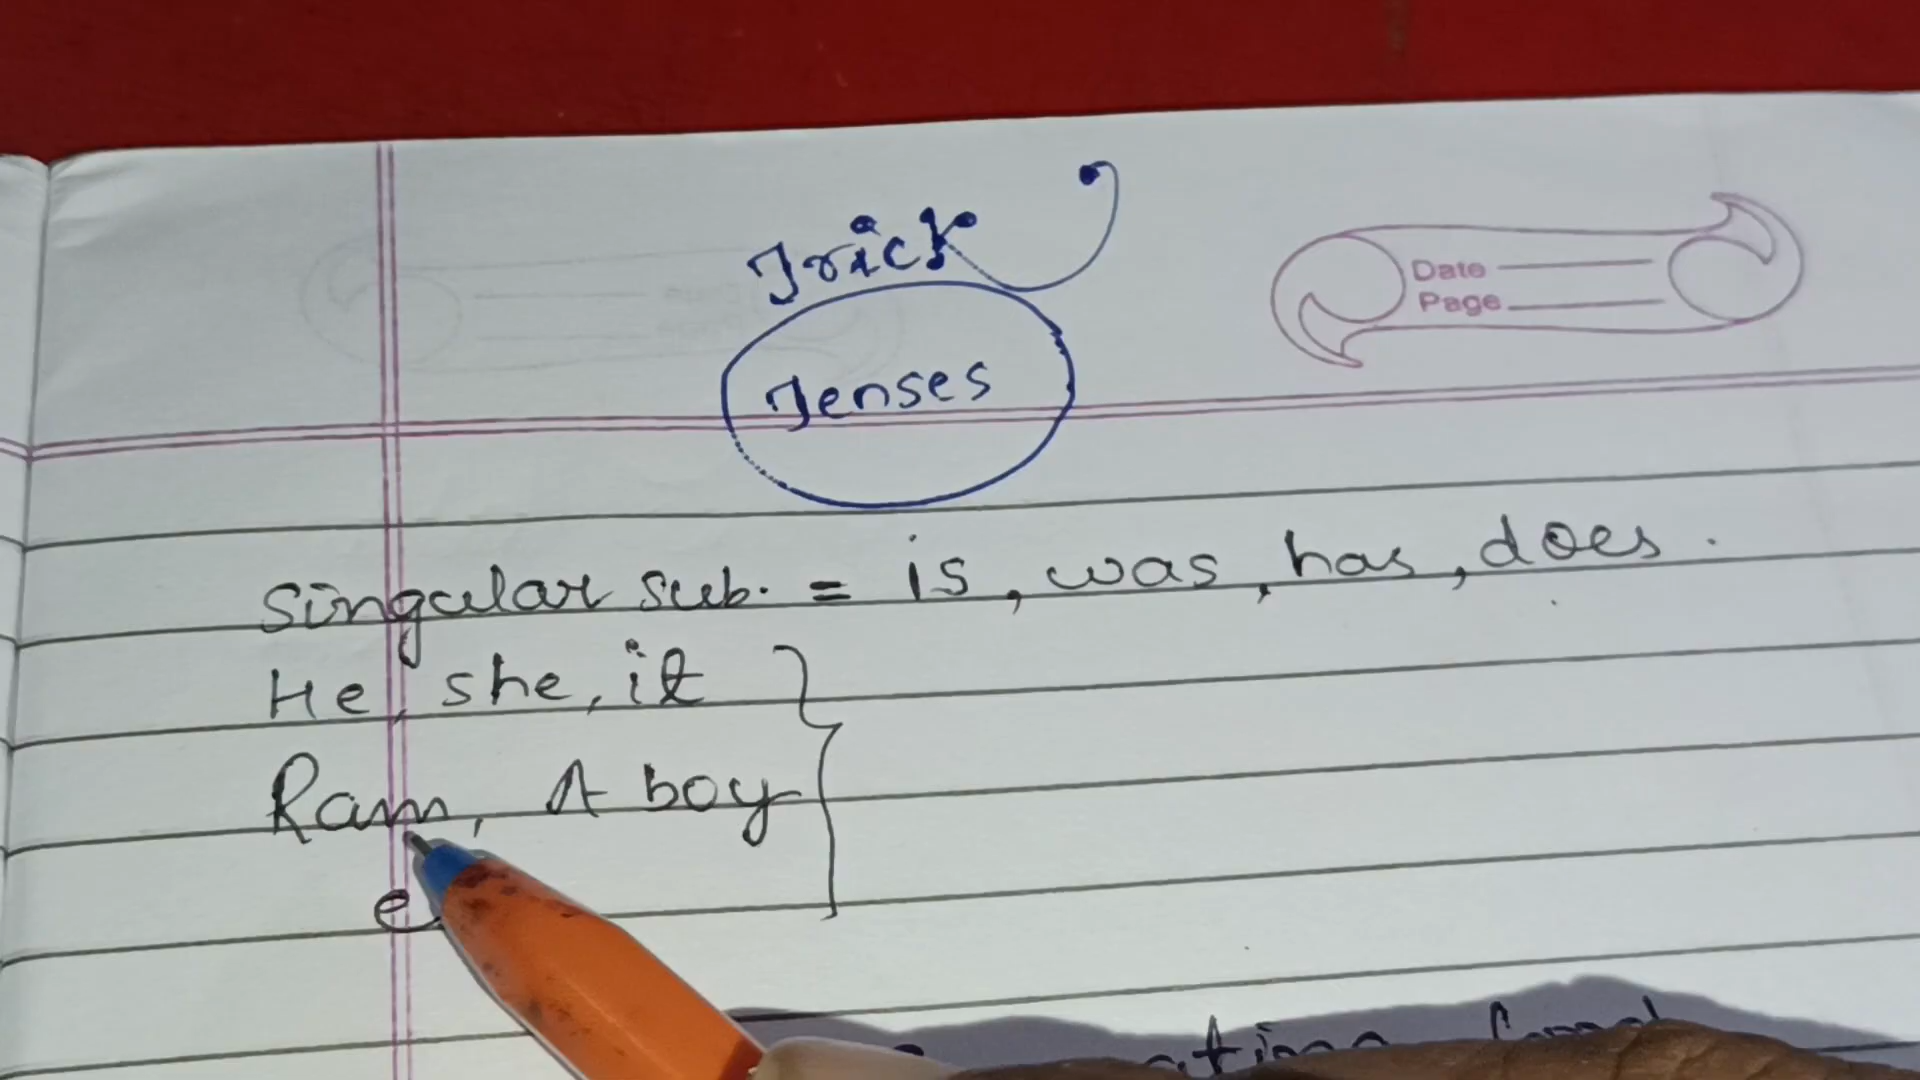 Trick
Date
Page
Tenses
Singular sub. = is, was, has, does.
He, she, it
Ram, A boy